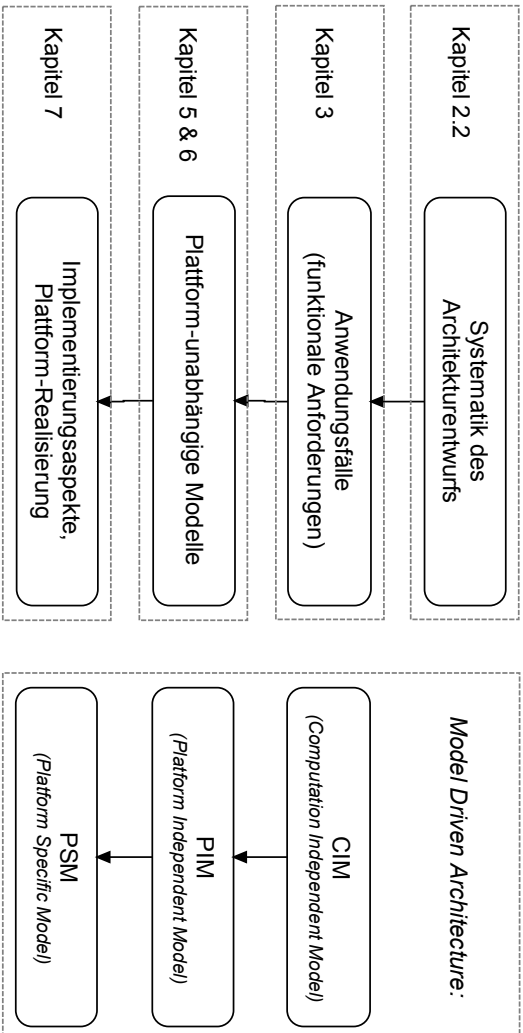 Kapitel 2.2
Systematik des
Architekturentwurfs
Kapitel 3
Anwendungsfälle
(funktionale Anforderungen)
Kapitel 5 & 6
Plattform-unabhängige Modelle
Kapitel 7
Implementierungsaspekte,
Plattform-Realisierung
Model Driven Architecture:
CIM
(Computation Independent Model)
PIM
(Platform Independent Model)
PSM
(Platform Specific Model)